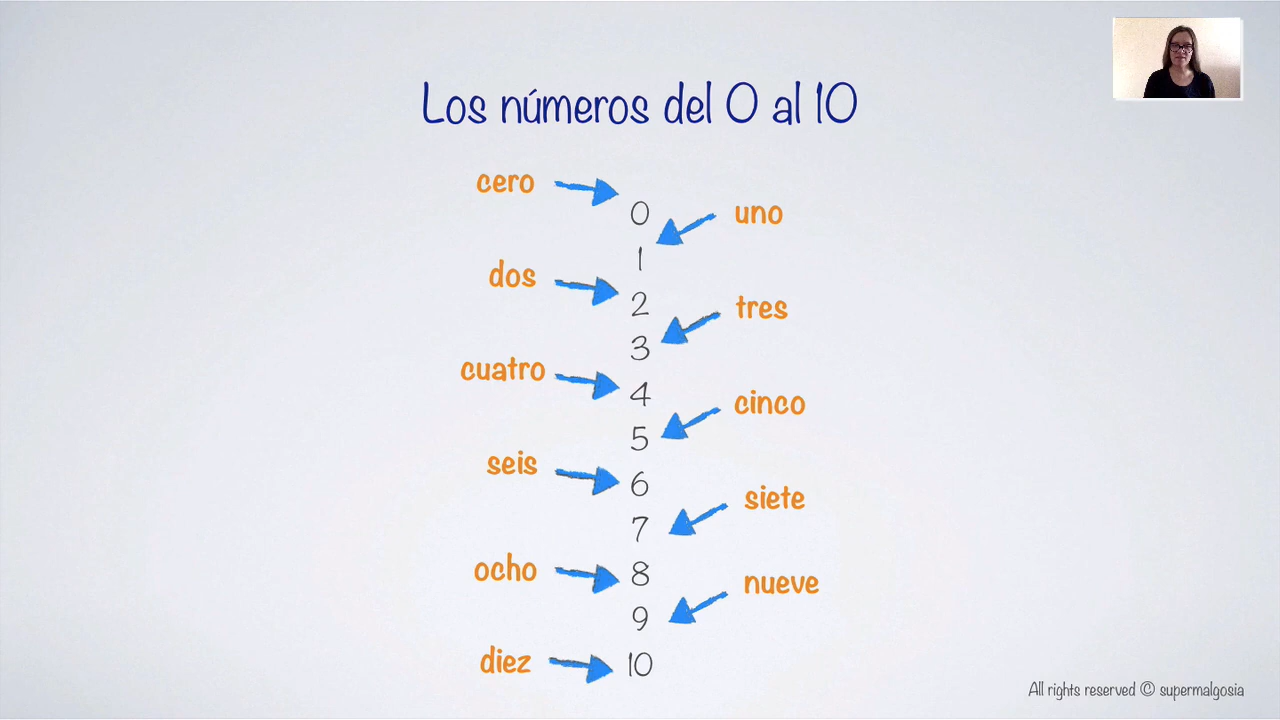 Los números del 0 al 10
cero
0
uno
1
dos
2
tres
3
cuatro
4
cinco
5
seis
6
siete
7
ocho
8
nueve
9
diez
10
All rights reserved © supermalgosia